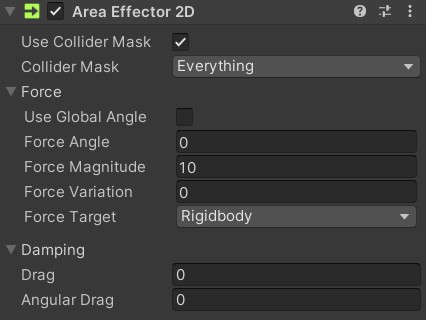 Area Effector 2D
Use Collider Mask
Collider Mask Everything
Force
Use Global Angle
Force Angle 0
Force Magnitude 10
Force Variation 0
Force Target Rigidbody
Damping
Drag 0
Angular Drag 0